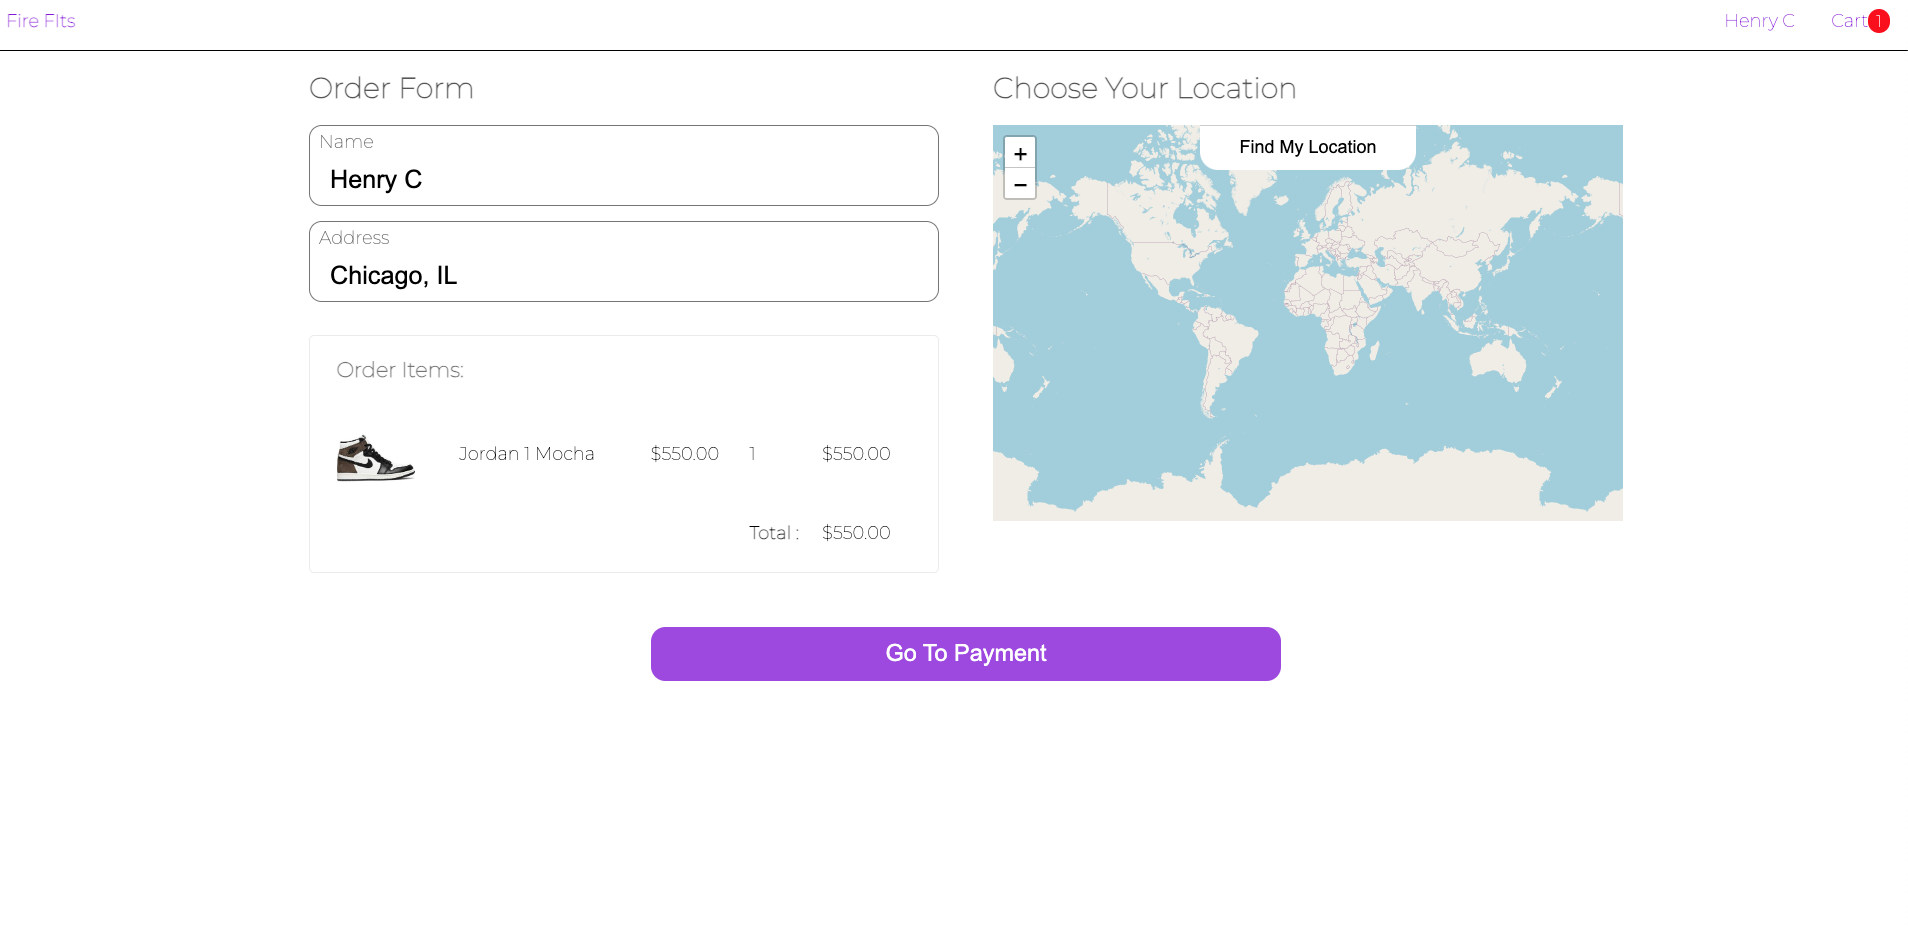 Fire FIts
Henry C
Cart 1
Order Form
Name
Henry C
Address
Chicago, IL
Order Items:
Jordan 1 Mocha $550.00 1 $550.00
Total : $550.00
Choose Your Location
+
−
Find My Location
Go To Payment